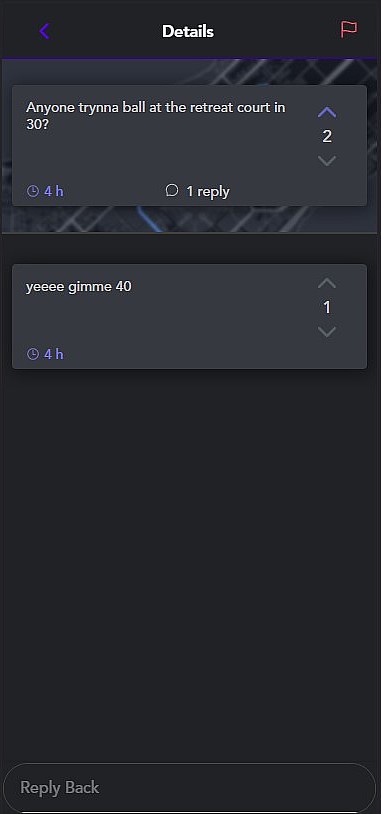 Details
Anyone trynna ball at the retreat court in
30?
2
4 h
1 reply
yeeee gimme 40
1
4 h
Reply Back